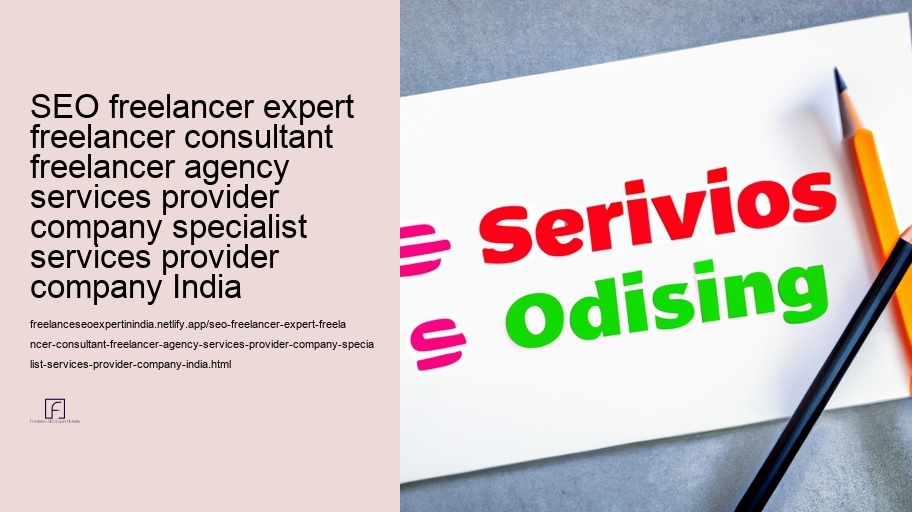 SEO freelancer expert
freelancer consultant
freelancer agency
services provider
company specialist
services provider
company India
freelanceseoexpertinindia.netlify.app/seo-freelancer-expert-freela
ncer-consultant-freelancer-agency-services-provider-company-specia
list-services-provider-company-india.html
Serivios
Odising